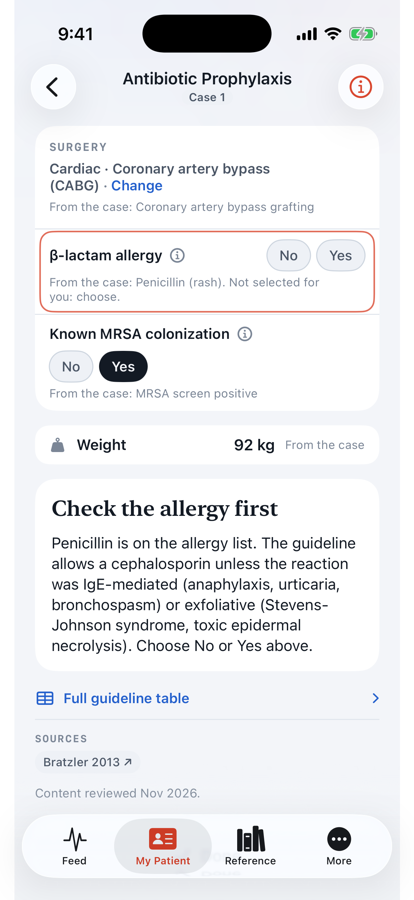 9:41
Antibiotic Prophylaxis
Case 1
SURGERY
Cardiac · Coronary artery bypass
(CABG) · Change
From the case: Coronary artery bypass grafting
β-lactam allergy
No
Yes
From the case: Penicillin (rash). Not selected for
you: choose.
Known MRSA colonization
No
Yes
From the case: MRSA screen positive
Weight
92 kg
From the case
Check the allergy first
Penicillin is on the allergy list. The guideline
allows a cephalosporin unless the reaction
was IgE-mediated (anaphylaxis, urticaria,
bronchospasm) or exfoliative (Stevens-
Johnson syndrome, toxic epidermal
necrolysis). Choose No or Yes above.
Full guideline table
SOURCES
Bratzler 2013 ↗
Content reviewed Nov 2026.
Feed
My Patient
Reference
More